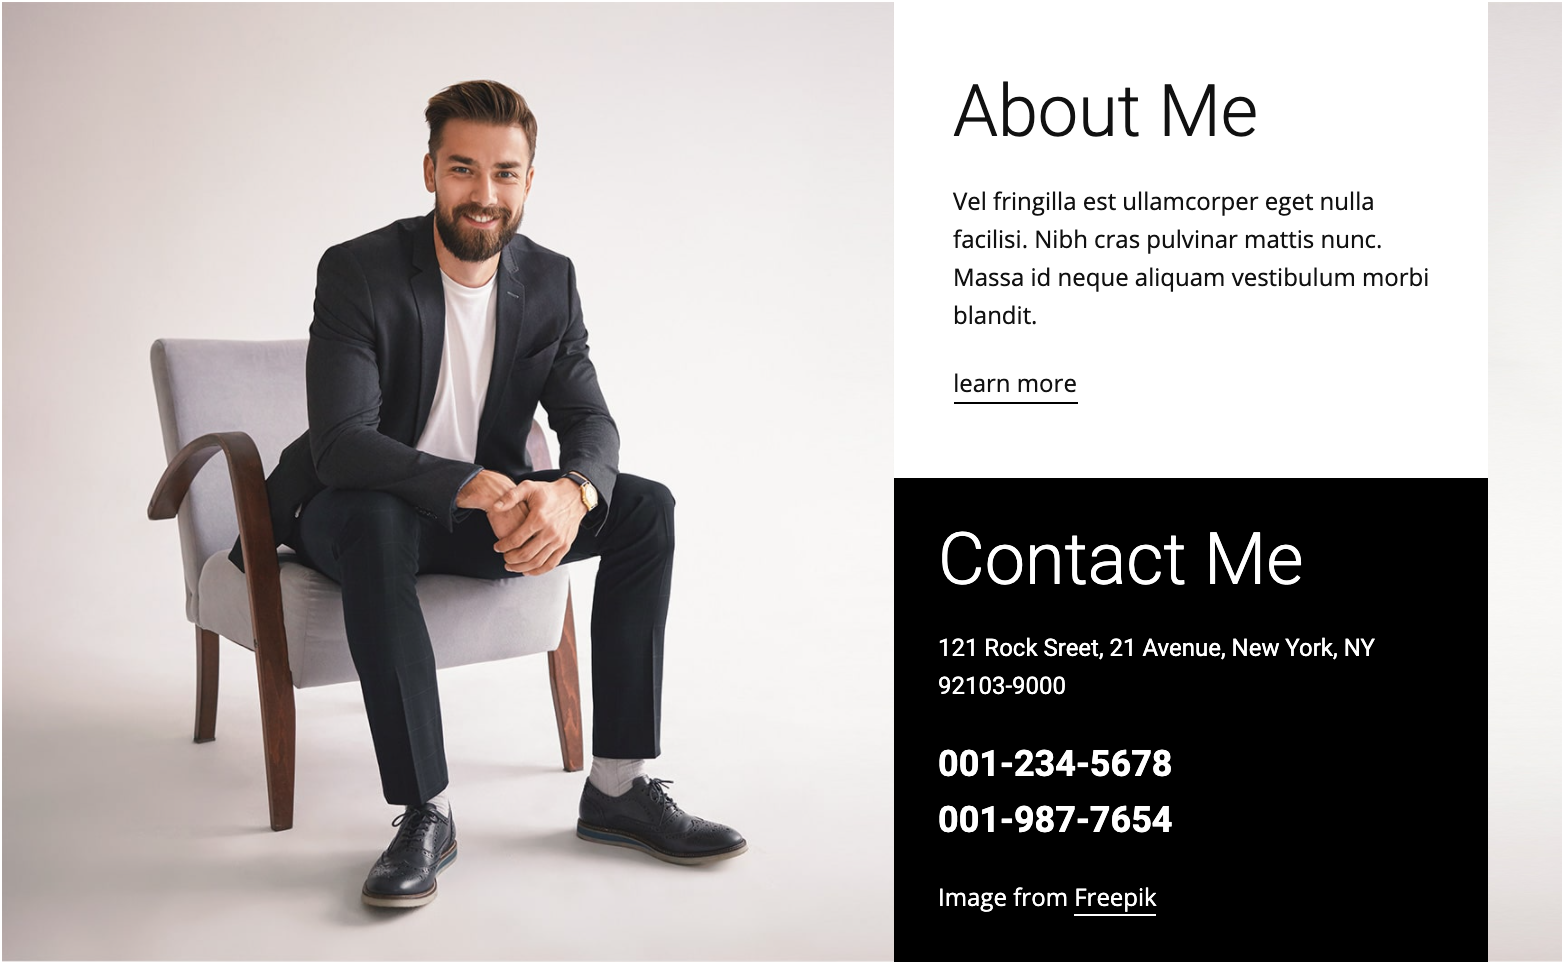 About Me
Vel fringilla est ullamcorper eget nulla
facilisi. Nibh cras pulvinar mattis nunc.
Massa id neque aliquam vestibulum morbi
blandit.
learn more
Contact Me
121 Rock Sreet, 21 Avenue, New York, NY
92103-9000
001-234-5678
001-987-7654
Image from Freepik